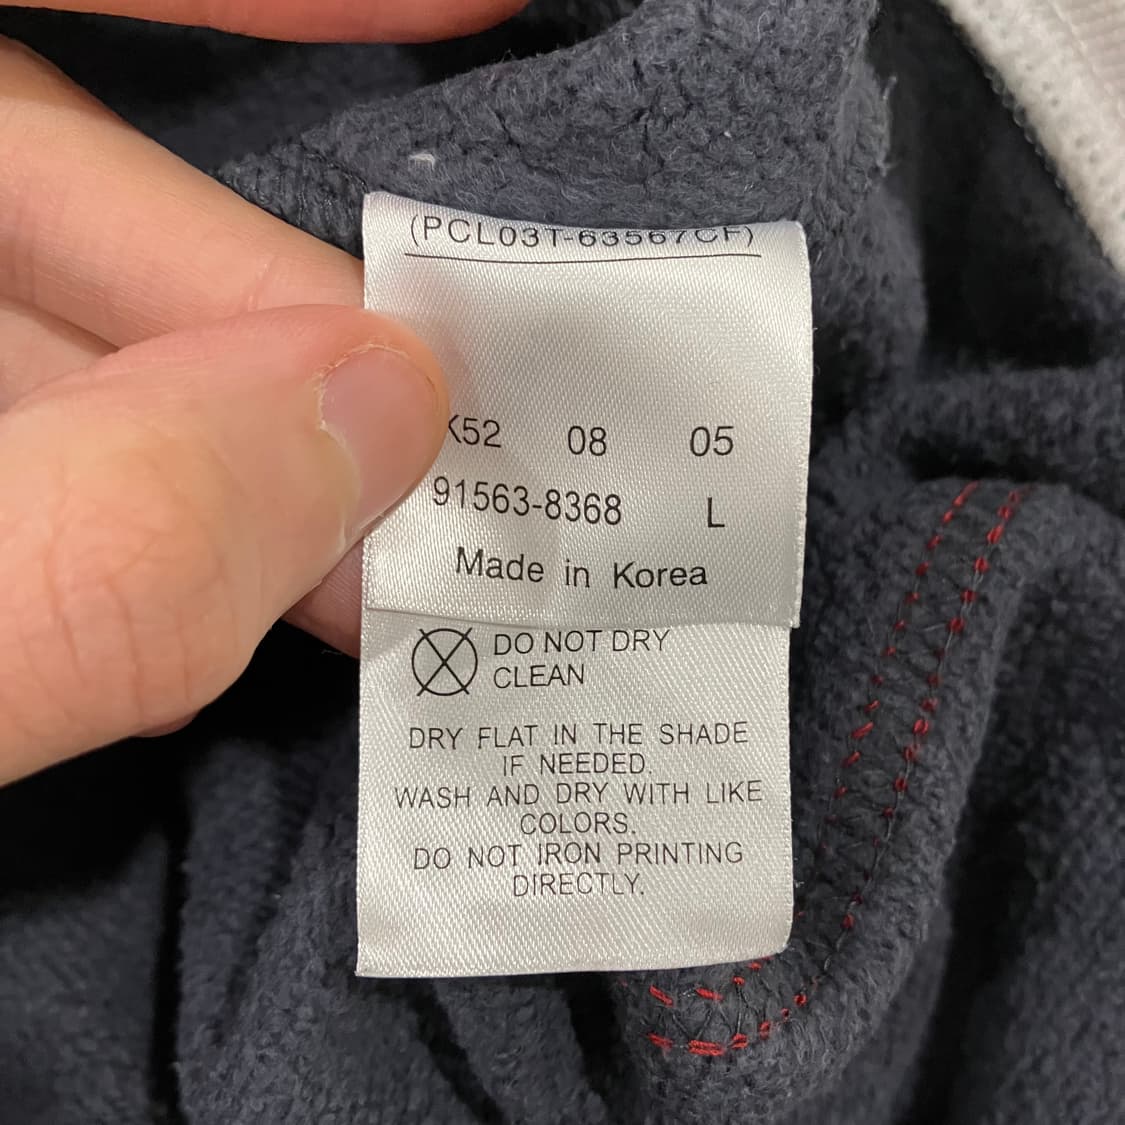 (PCL03T-63567CF)
K52 08 05
91563-8368 L
Made in Korea
DO NOT DRY
CLEAN
DRY FLAT IN THE SHADE
IF NEEDED.
WASH AND DRY WITH LIKE
COLORS.
DO NOT IRON PRINTING
DIRECTLY.